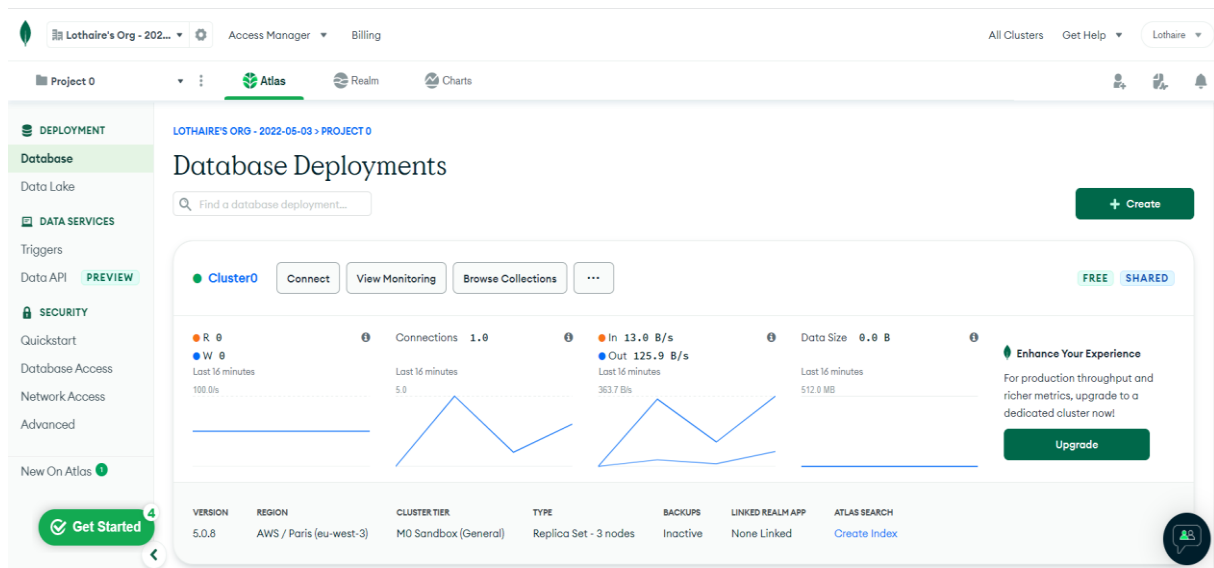 Lothaire's Org - 202...
Access Manager
Billing
All Clusters
Get Help
Lothaire
Project 0
Atlas
Realm
Charts
DEPLOYMENT
Database
Data Lake
DATA SERVICES
Triggers
Data API PREVIEW
SECURITY
Quickstart
Database Access
Network Access
Advanced
New On Atlas 1
Get Started 4
LOTHAIRE'S ORG - 2022-05-03 > PROJECT 0
Database Deployments
Find a database deployment...
+ Create
Cluster0
Connect
View Monitoring
Browse Collections
...
FREE SHARED
R 0
W 0
Last 16 minutes
100.0/s
Connections 1.0
Last 16 minutes
5.0
In 13.0 B/s
Out 125.9 B/s
Last 16 minutes
363.7 B/s
Data Size 0.0 B
Last 16 minutes
512.0 MB
Enhance Your Experience
For production throughput and
richer metrics, upgrade to a
dedicated cluster now!
Upgrade
VERSION
5.0.8
REGION
AWS / Paris (eu-west-3)
CLUSTER TIER
M0 Sandbox (General)
TYPE
Replica Set - 3 nodes
BACKUPS
Inactive
LINKED REALM APP
None Linked
ATLAS SEARCH
Create Index